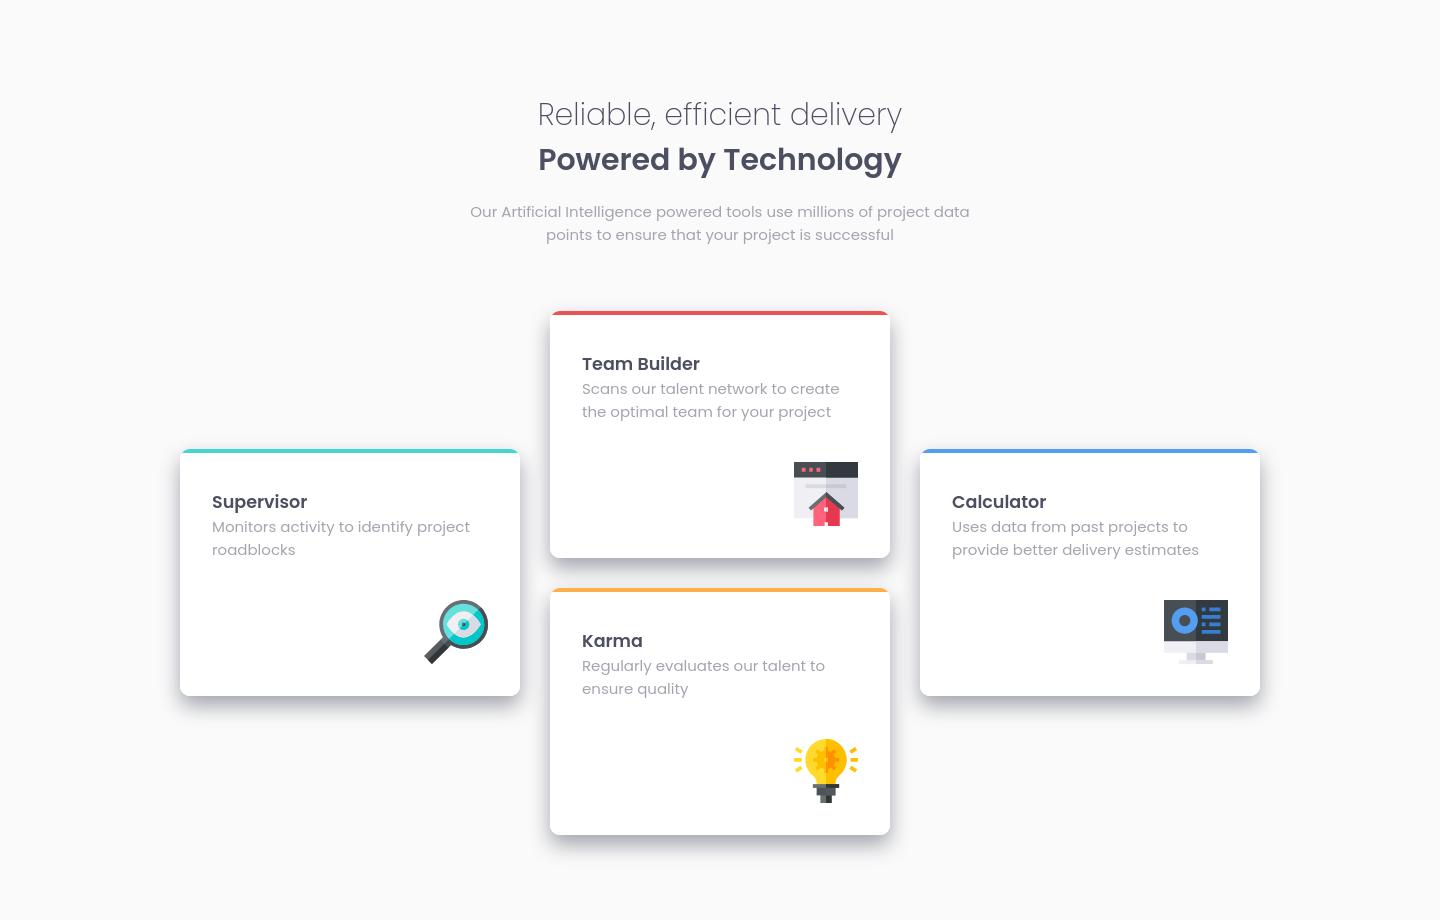 Reliable, efficient delivery
Powered by Technology
Our Artificial Intelligence powered tools use millions of project data
points to ensure that your project is successful
Supervisor
Monitors activity to identify project
roadblocks
Team Builder
Scans our talent network to create
the optimal team for your project
Karma
Regularly evaluates our talent to
ensure quality
Calculator
Uses data from past projects to
provide better delivery estimates